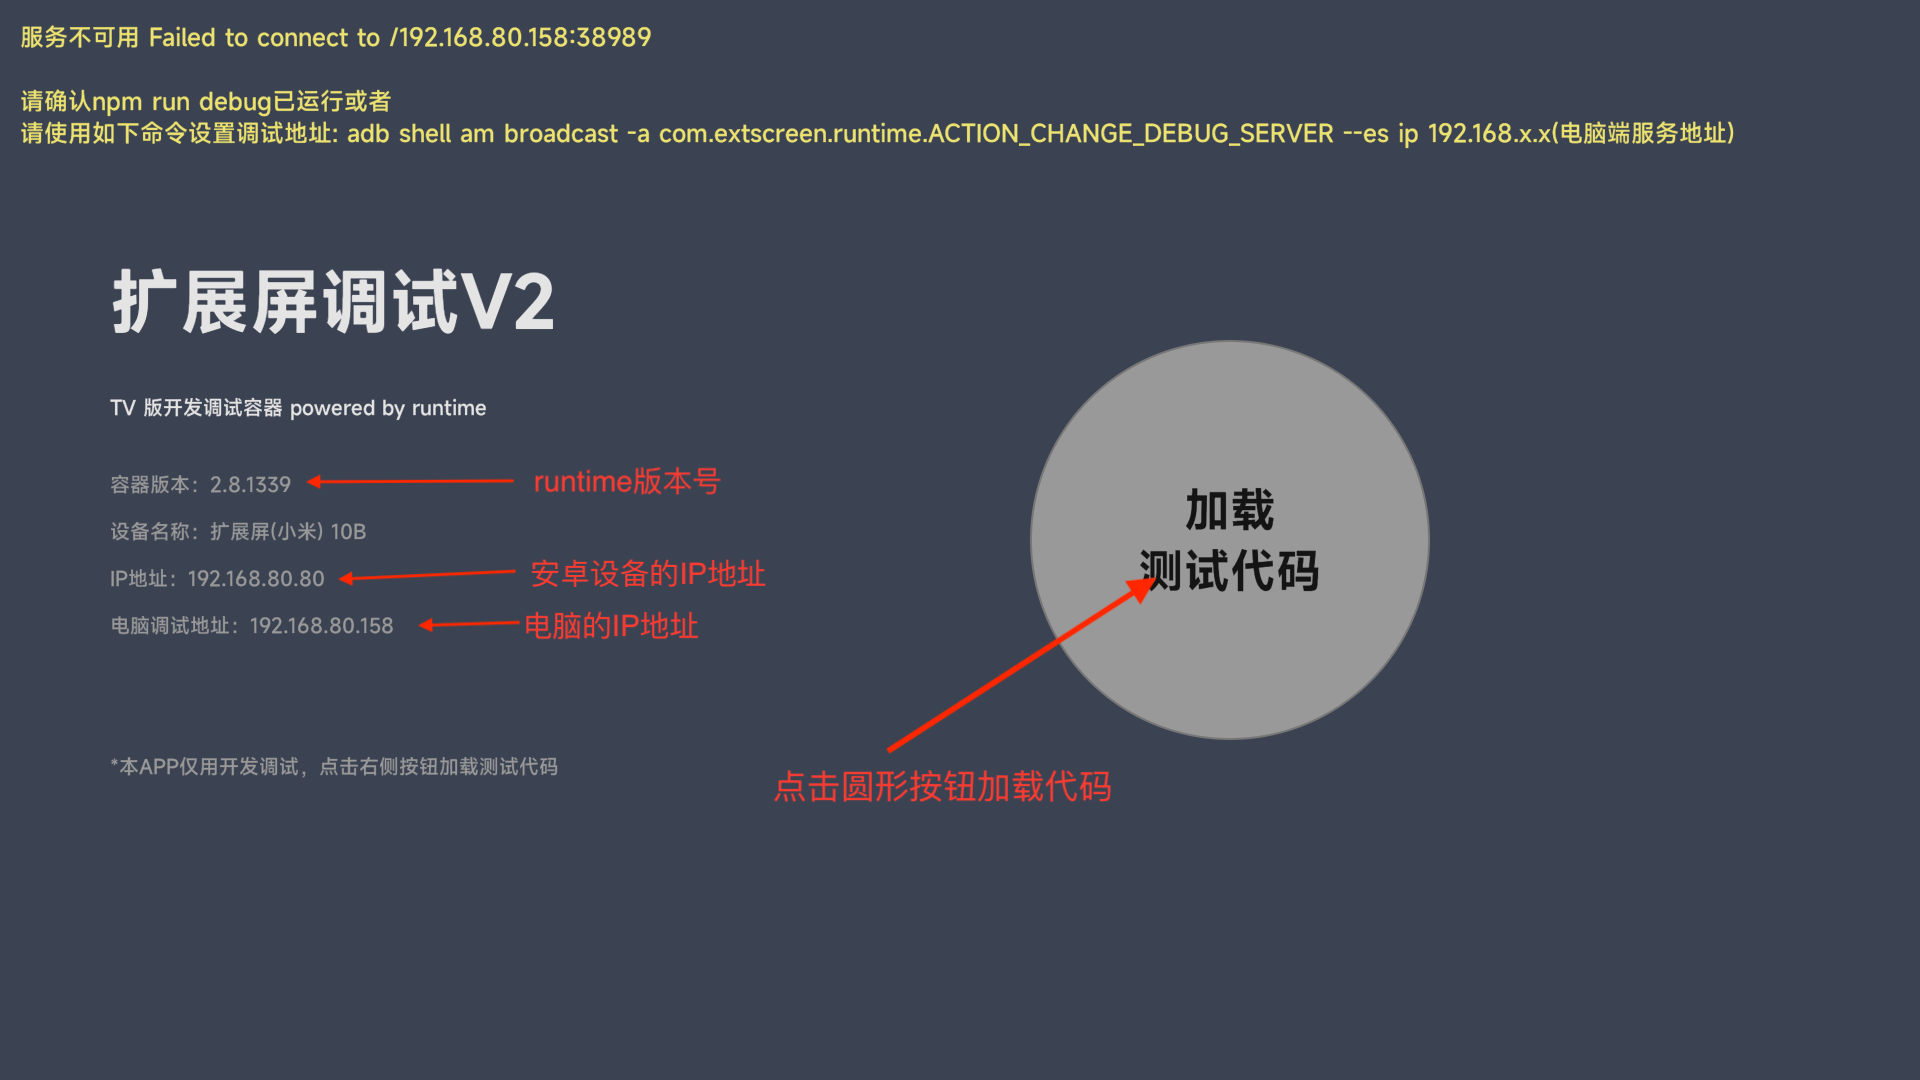 服务不可用 Failed to connect to /192.168.80.158:38989
请确认npm run debug已运行或者
请使用如下命令设置调试地址: adb shell am broadcast -a com.extscreen.runtime.ACTION_CHANGE_DEBUG_SERVER --es ip 192.168.x.x(电脑端服务地址)
扩展屏调试V2
TV 版开发调试容器 powered by runtime
容器版本：2.8.1339
runtime版本号
设备名称：扩展屏(小米) 10B
IP地址：192.168.80.80
安卓设备的IP地址
电脑调试地址：192.168.80.158
电脑的IP地址
*本APP仅用开发调试，点击右侧按钮加载测试代码
加载
测试代码
点击圆形按钮加载代码